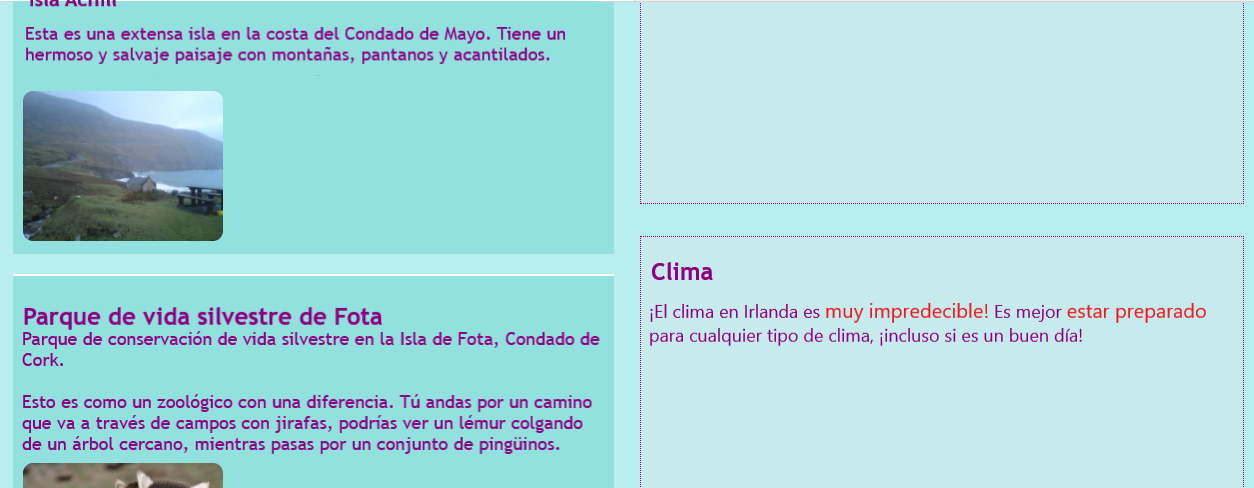 Isla Achill
Esta es una extensa isla en la costa del Condado de Mayo. Tiene un
hermoso y salvaje paisaje con montañas, pantanos y acantilados.
Parque de vida silvestre de Fota
Parque de conservación de vida silvestre en la Isla de Fota, Condado de
Cork.
Esto es como un zoológico con una diferencia. Tú andas por un camino
que va a través de campos con jirafas, podrías ver un lémur colgando
de un árbol cercano, mientras pasas por un conjunto de pingüinos.
Clima
¡El clima en Irlanda es muy impredecible! Es mejor estar preparado
para cualquier tipo de clima, ¡incluso si es un buen día!